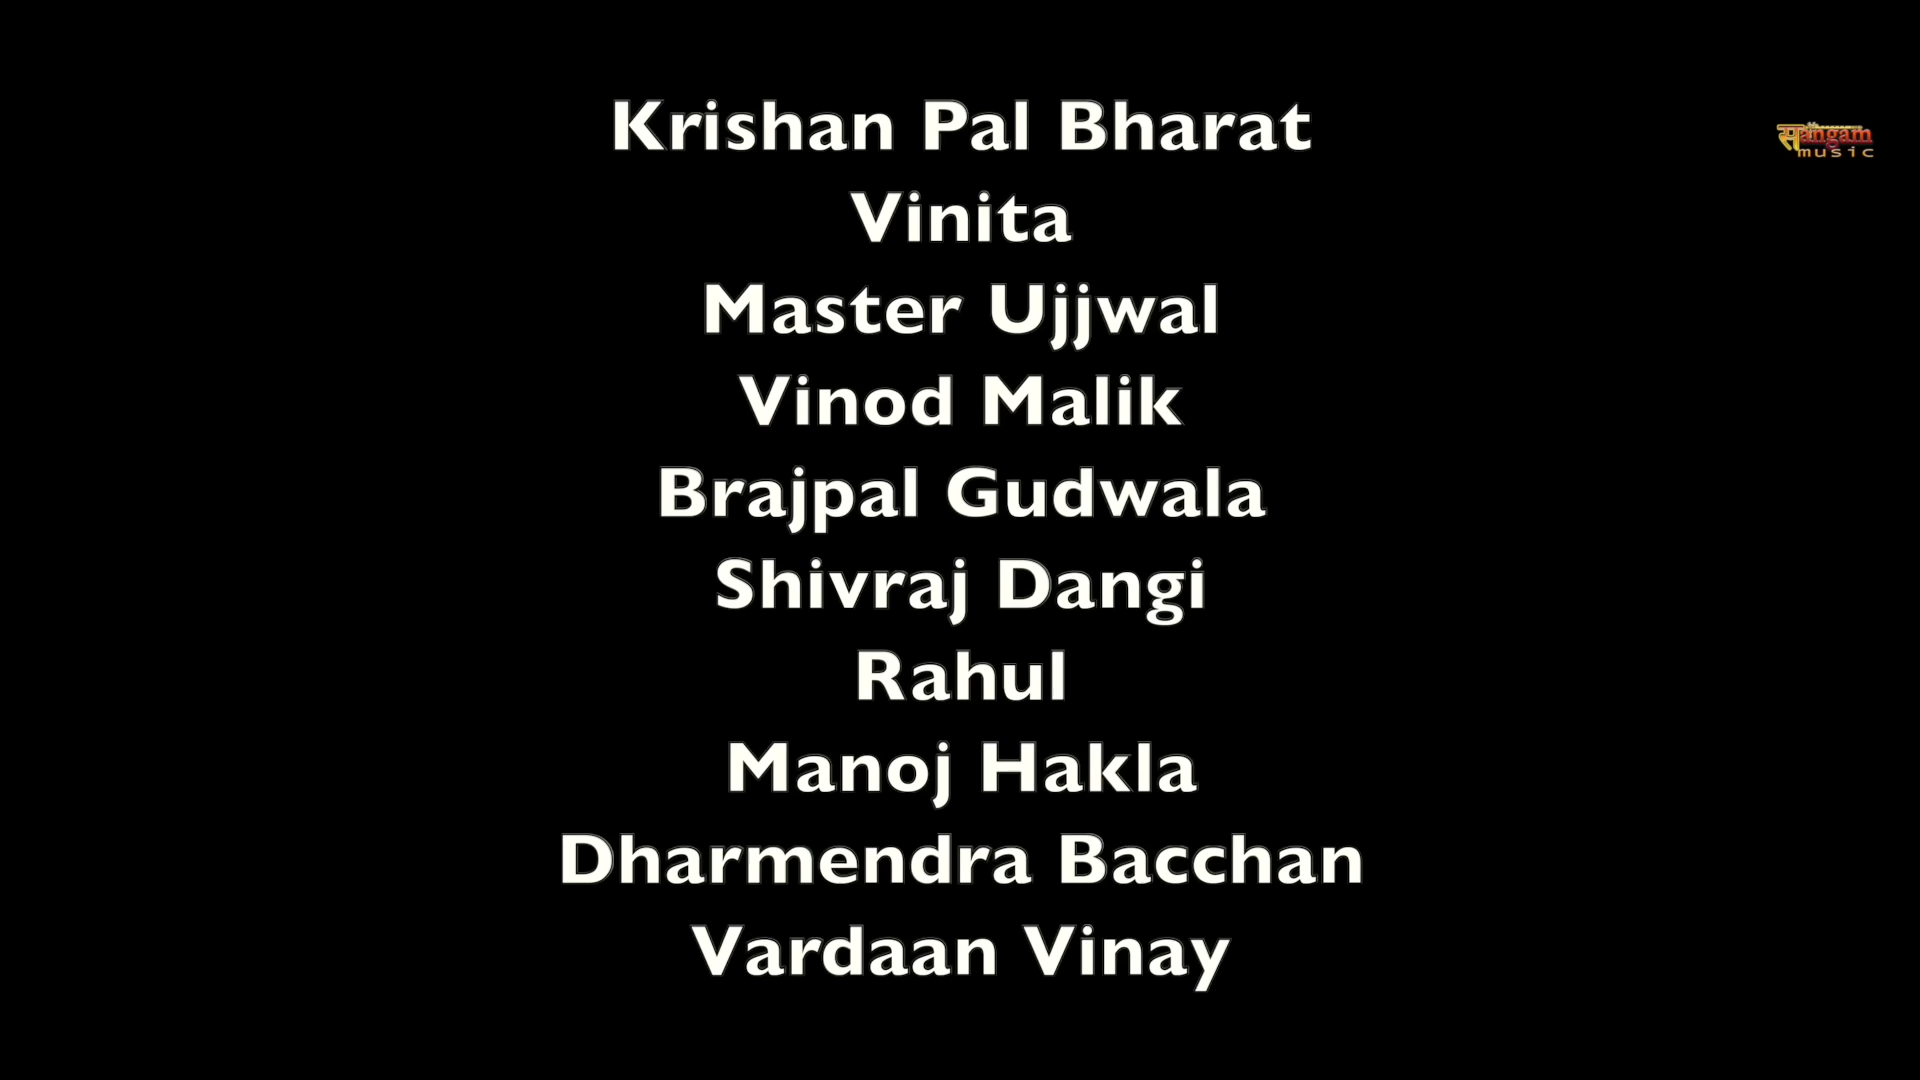 Krishan Pal Bharat
Vinita
Master Ujjwal
Vinod Malik
Brajpal Gudwala
Shivraj Dangi
Rahul
Manoj Hakla
Dharmendra Bacchan
Vardaan Vinay
सangam
music